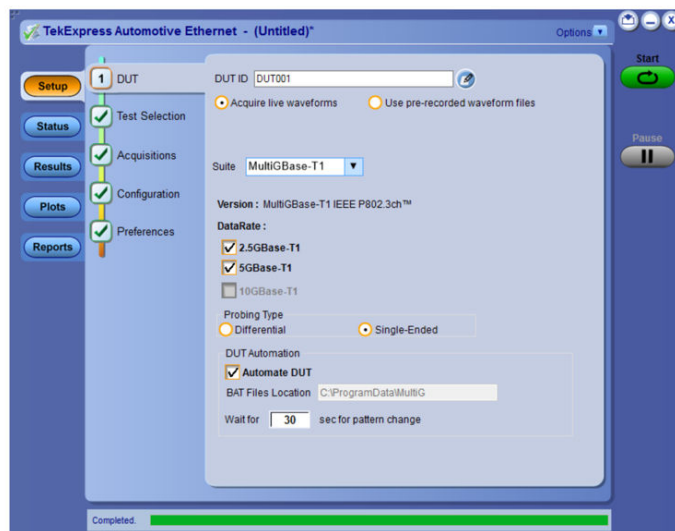 TekExpress Automotive Ethernet - (Untitled)*
Options
Start
Pause
Setup
Status
Results
Plots
Reports
1 DUT
Test Selection
Acquisitions
Configuration
Preferences
DUT ID DUT001
Acquire live waveforms Use pre-recorded waveform files
Suite MultiGBase-T1
Version : MultiGBase-T1 IEEE P802.3ch™
DataRate :
2.5GBase-T1
5GBase-T1
10GBase-T1
Probing Type
Differential Single-Ended
DUT Automation
Automate DUT
BAT Files Location C:\ProgramData\MultiG
Wait for 30 sec for pattern change
Completed.